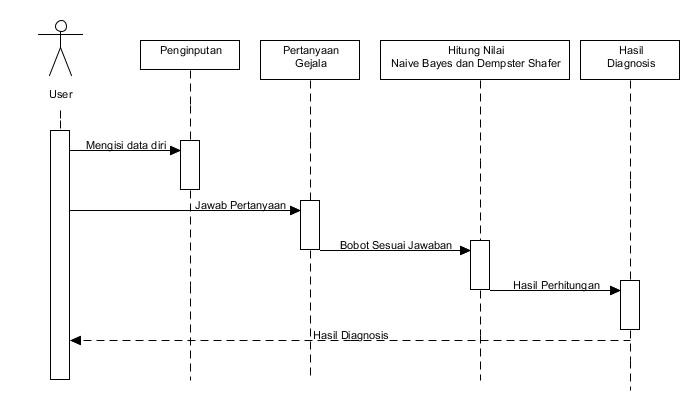 Penginputan
Pertanyaan
Gejala
Hitung Nilai
Naive Bayes dan Dempster Shafer
Hasil
Diagnosis
User
Mengisi data diri
Jawab Pertanyaan
Bobot Sesuai Jawaban
Hasil Perhitungan
Hasil Diagnosis